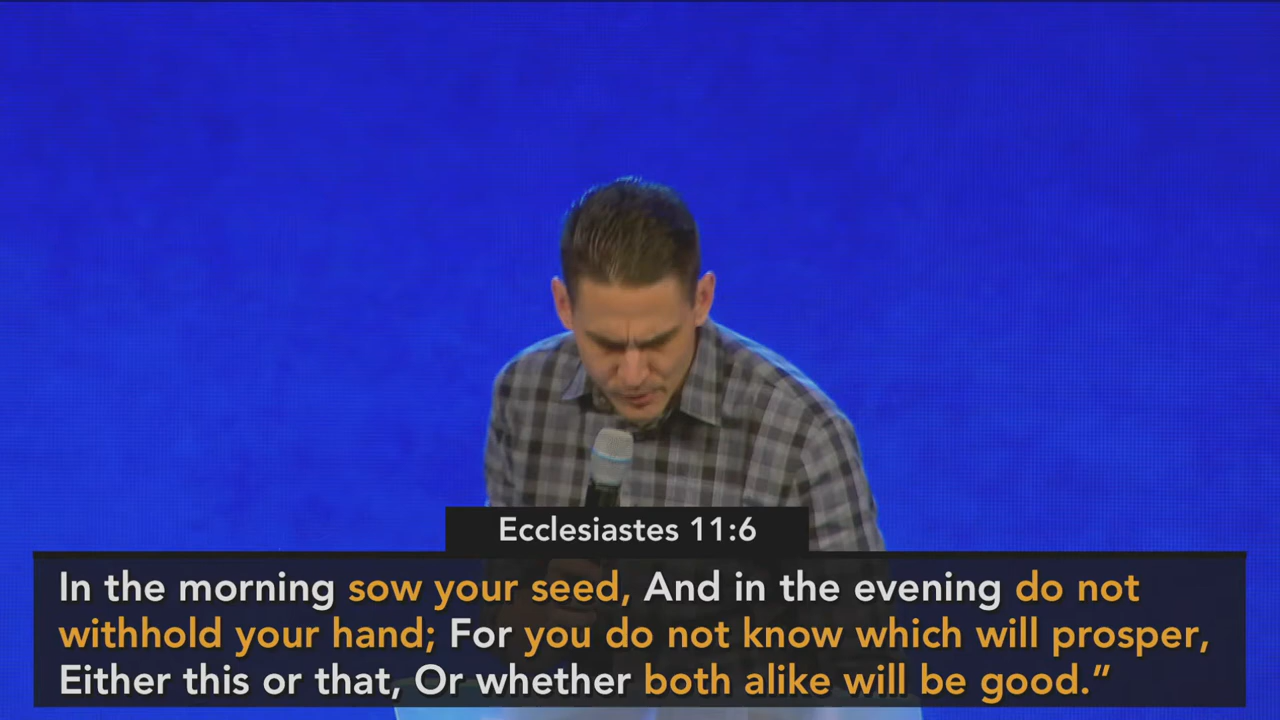 Ecclesiastes 11:6
In the morning sow your seed, And in the evening do not
withhold your hand; For you do not know which will prosper,
Either this or that, Or whether both alike will be good.”